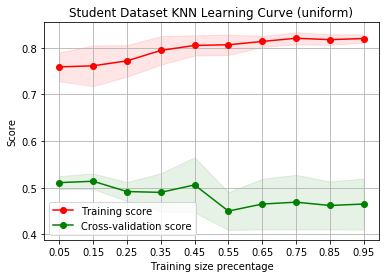 Student Dataset KNN Learning Curve (uniform)
Score
0.8
0.7
0.6
0.5
0.4
Training score
Cross-validation score
0.05 0.15 0.25 0.35 0.45 0.55 0.65 0.75 0.85 0.95
Training size precentage